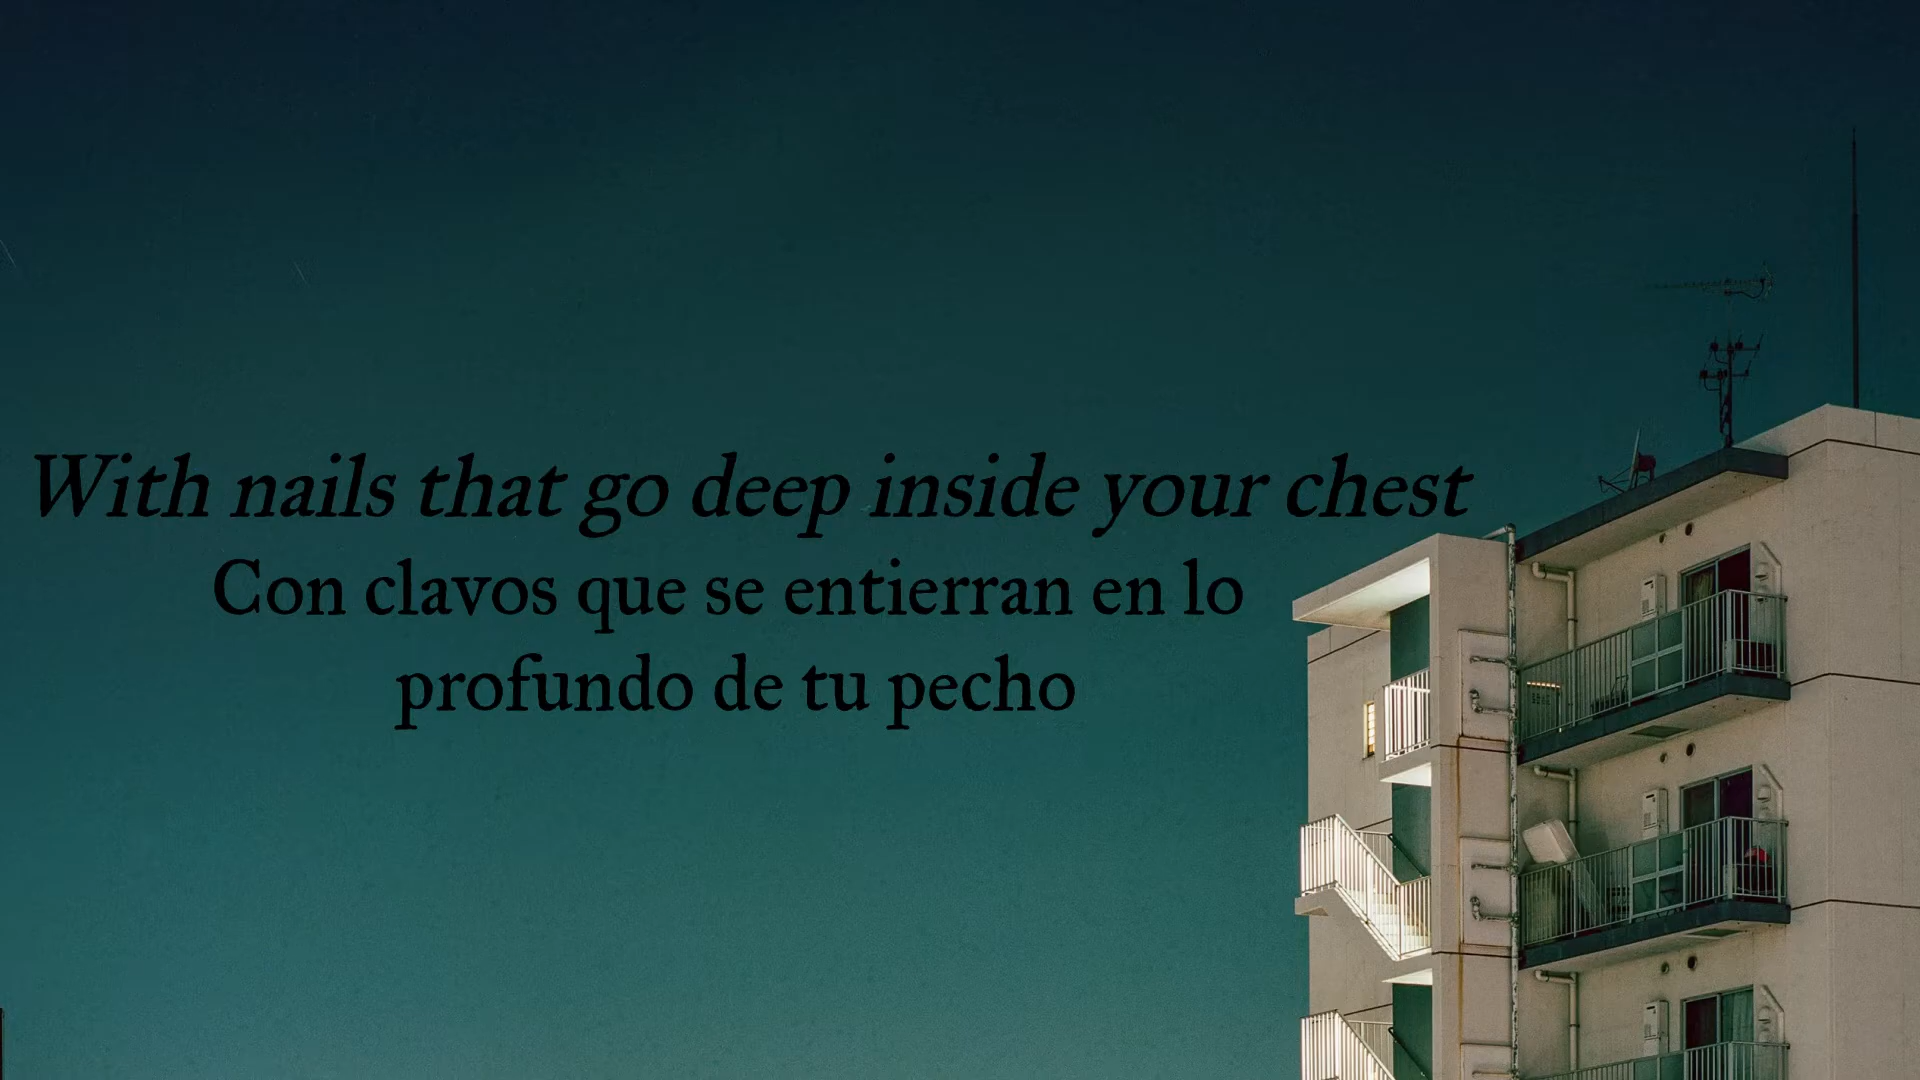 With nails that go deep inside your chest
Con clavos que se entierran en lo
profundo de tu pecho